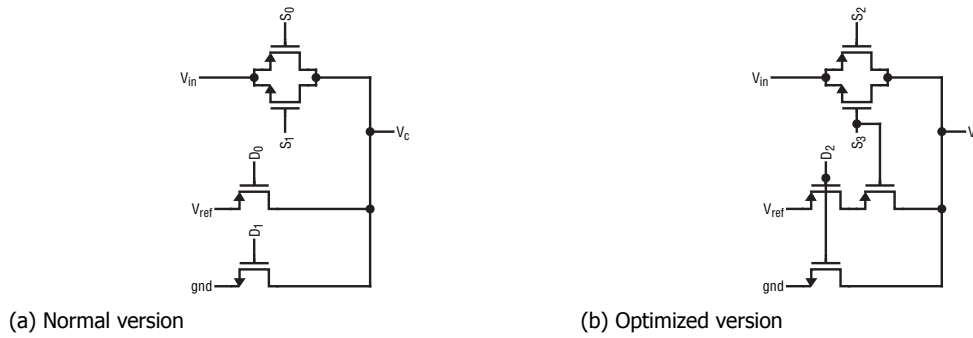 S0
S2
Vin
Vin
S1
Vc
S3
V
D0
D2
Vref
Vref
D1
gnd
gnd
(a) Normal version
(b) Optimized version